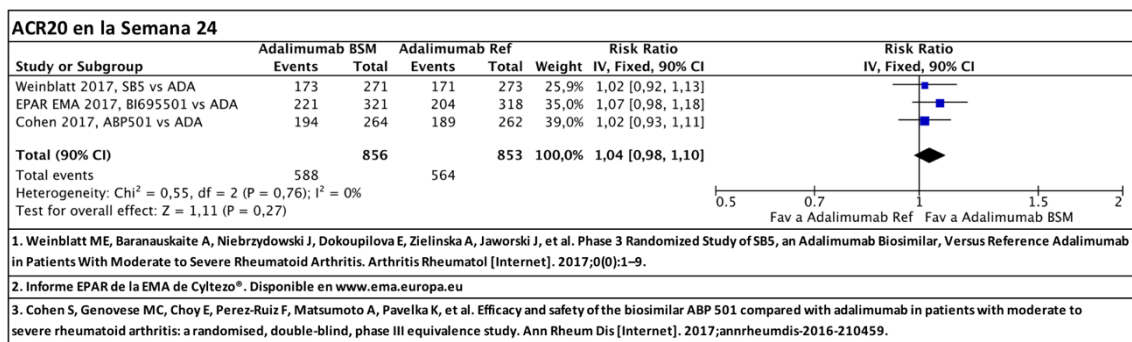 ACR20 en la Semana 24
Adalimumab BSM Adalimumab Ref Risk Ratio Risk Ratio
Study or Subgroup Events Total Events Total Weight IV, Fixed, 90% CI IV, Fixed, 90% CI
Weinblatt 2017, SB5 vs ADA 173 271 171 273 25,9% 1,02 [0,92, 1,13]
EPAR EMA 2017, BI695501 vs ADA 221 321 204 318 35,0% 1,07 [0,98, 1,18]
Cohen 2017, ABP501 vs ADA 194 264 189 262 39,0% 1,02 [0,93, 1,11]
Total (90% CI) 856 853 100,0% 1,04 [0,98, 1,10]
Total events 588 564
Heterogeneity: Chi² = 0,55, df = 2 (P = 0,76); I² = 0%
Test for overall effect: Z = 1,11 (P = 0,27)
0.5 0.7 1 1.5 2
Fav a Adalimumab Ref Fav a Adalimumab BSM
1. Weinblatt ME, Baranauskaite A, Niebrzydowski J, Dokoupilova E, Zielinska A, Jaworski J, et al. Phase 3 Randomized Study of SB5, an Adalimumab Biosimilar, Versus Reference Adalimumab
in Patients With Moderate to Severe Rheumatoid Arthritis. Arthritis Rheumatol [Internet]. 2017;0(0):1–9.
2. Informe EPAR de la EMA de Cyltezo®. Disponible en www.ema.europa.eu
3. Cohen S, Genovese MC, Choy E, Perez-Ruiz F, Matsumoto A, Pavelka K, et al. Efficacy and safety of the biosimilar ABP 501 compared with adalimumab in patients with moderate to
severe rheumatoid arthritis: a randomised, double-blind, phase III equivalence study. Ann Rheum Dis [Internet]. 2017;annrheumdis-2016-210459.